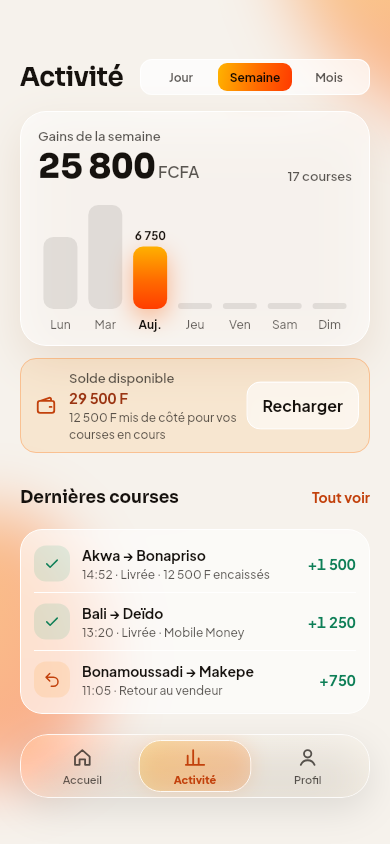 Activité
Jour
Semaine
Mois
Gains de la semaine
25 800 FCFA
17 courses
6 750
Lun
Mar
Auj.
Jeu
Ven
Sam
Dim
Solde disponible
29 500 F
12 500 F mis de côté pour vos
courses en cours
Recharger
Dernières courses
Tout voir
Akwa → Bonapriso
14:52 · Livrée · 12 500 F encaissés
+1 500
Bali → Deïdo
13:20 · Livrée · Mobile Money
+1 250
Bonamoussadi → Makepe
11:05 · Retour au vendeur
+750
Accueil
Activité
Profil